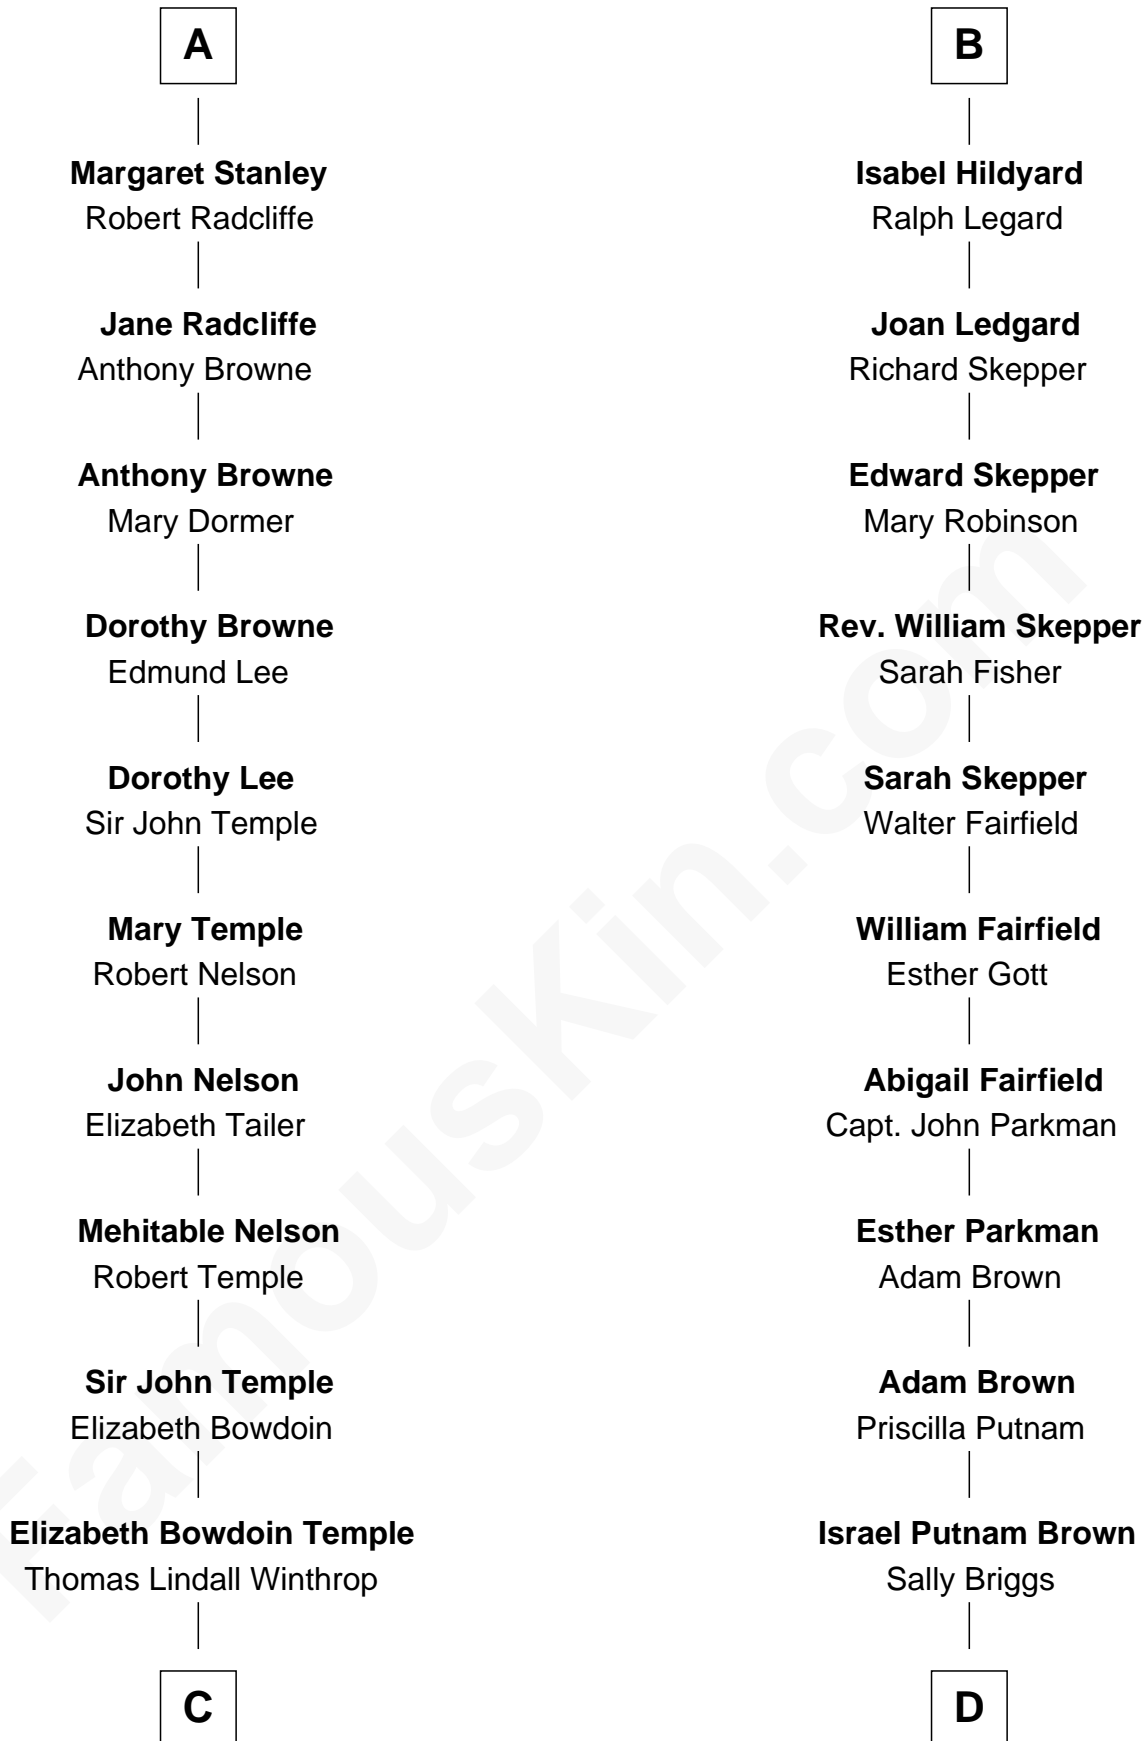 A
Margaret Stanley
Robert Radcliffe
Jane Radcliffe
Anthony Browne
Anthony Browne
Mary Dormer
Dorothy Browne
Edmund Lee
Dorothy Lee
Sir John Temple
Mary Temple
Robert Nelson
John Nelson
Elizabeth Tailer
Mehitable Nelson
Robert Temple
Sir John Temple
Elizabeth Bowdoin
Elizabeth Bowdoin Temple
Thomas Lindall Winthrop
C
B
Isabel Hildyard
Ralph Legard
Joan Ledgard
Richard Skepper
Edward Skepper
Mary Robinson
Rev. William Skepper
Sarah Fisher
Sarah Skepper
Walter Fairfield
William Fairfield
Esther Gott
Abigail Fairfield
Capt. John Parkman
Esther Parkman
Adam Brown
Adam Brown
Priscilla Putnam
Israel Putnam Brown
Sally Briggs
D
FamousKin.com